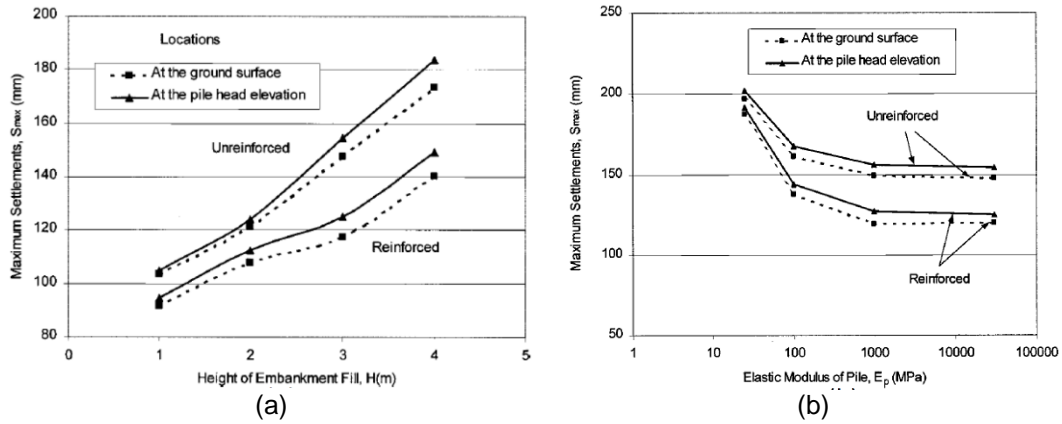 200
180
160
140
120
100
80
Maximum Settlements, Smax (mm)
Locations
At the ground surface
At the pile head elevation
Unreinforced
Reinforced
0 1 2 3 4 5
Height of Embankment Fill, H(m)
(a)
250
200
150
100
50
Maximum Settlements, Smax (mm)
At the ground surface
At the pile head elevation
Unreinforced
Reinforced
1 10 100 1000 10000 100000
Elastic Modulus of Pile, Ep (MPa)
(b)